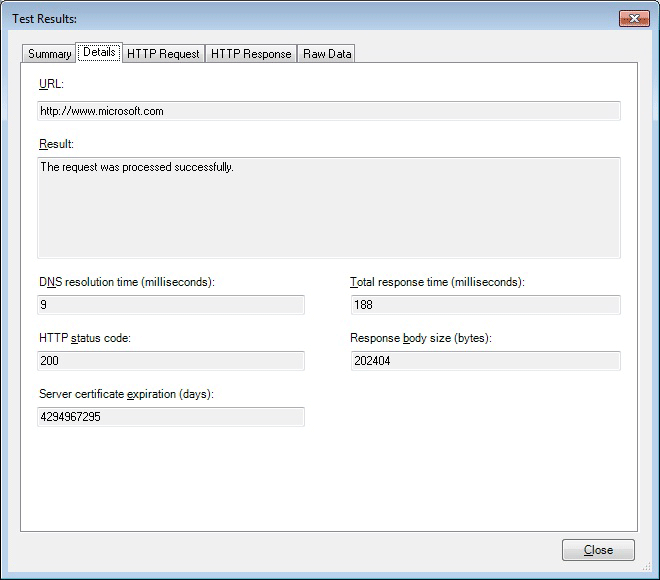 Test Results:
Summary Details HTTP Request HTTP Response Raw Data
URL:
http://www.microsoft.com
Result:
The request was processed successfully.
DNS resolution time (milliseconds): Total response time (milliseconds):
9 188
HTTP status code: Response body size (bytes):
200 202404
Server certificate expiration (days):
4294967295
Close